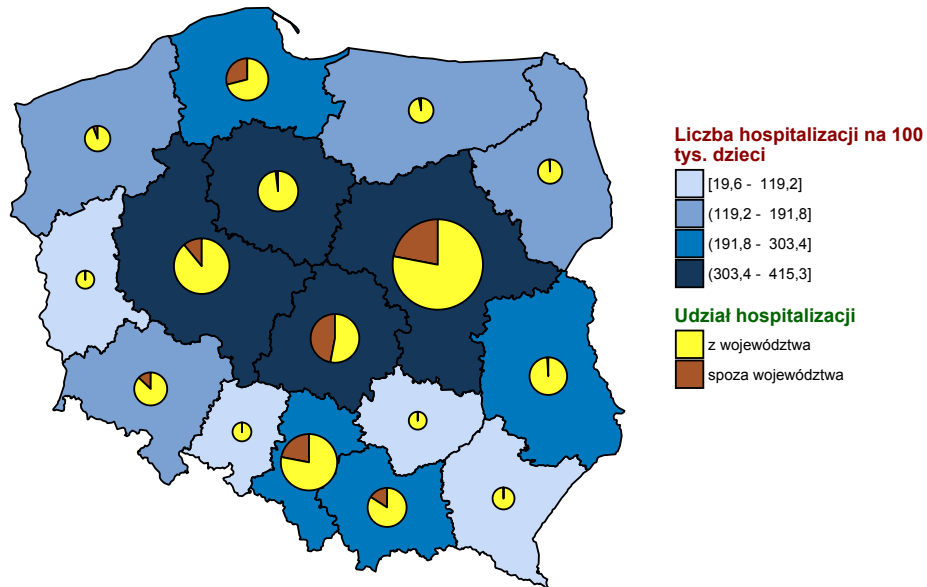 Liczba hospitalizacji na 100
tys. dzieci
[19,6 - 119,2]
(119,2 - 191,8]
(191,8 - 303,4]
(303,4 - 415,3]
Udział hospitalizacji
z województwa
spoza województwa